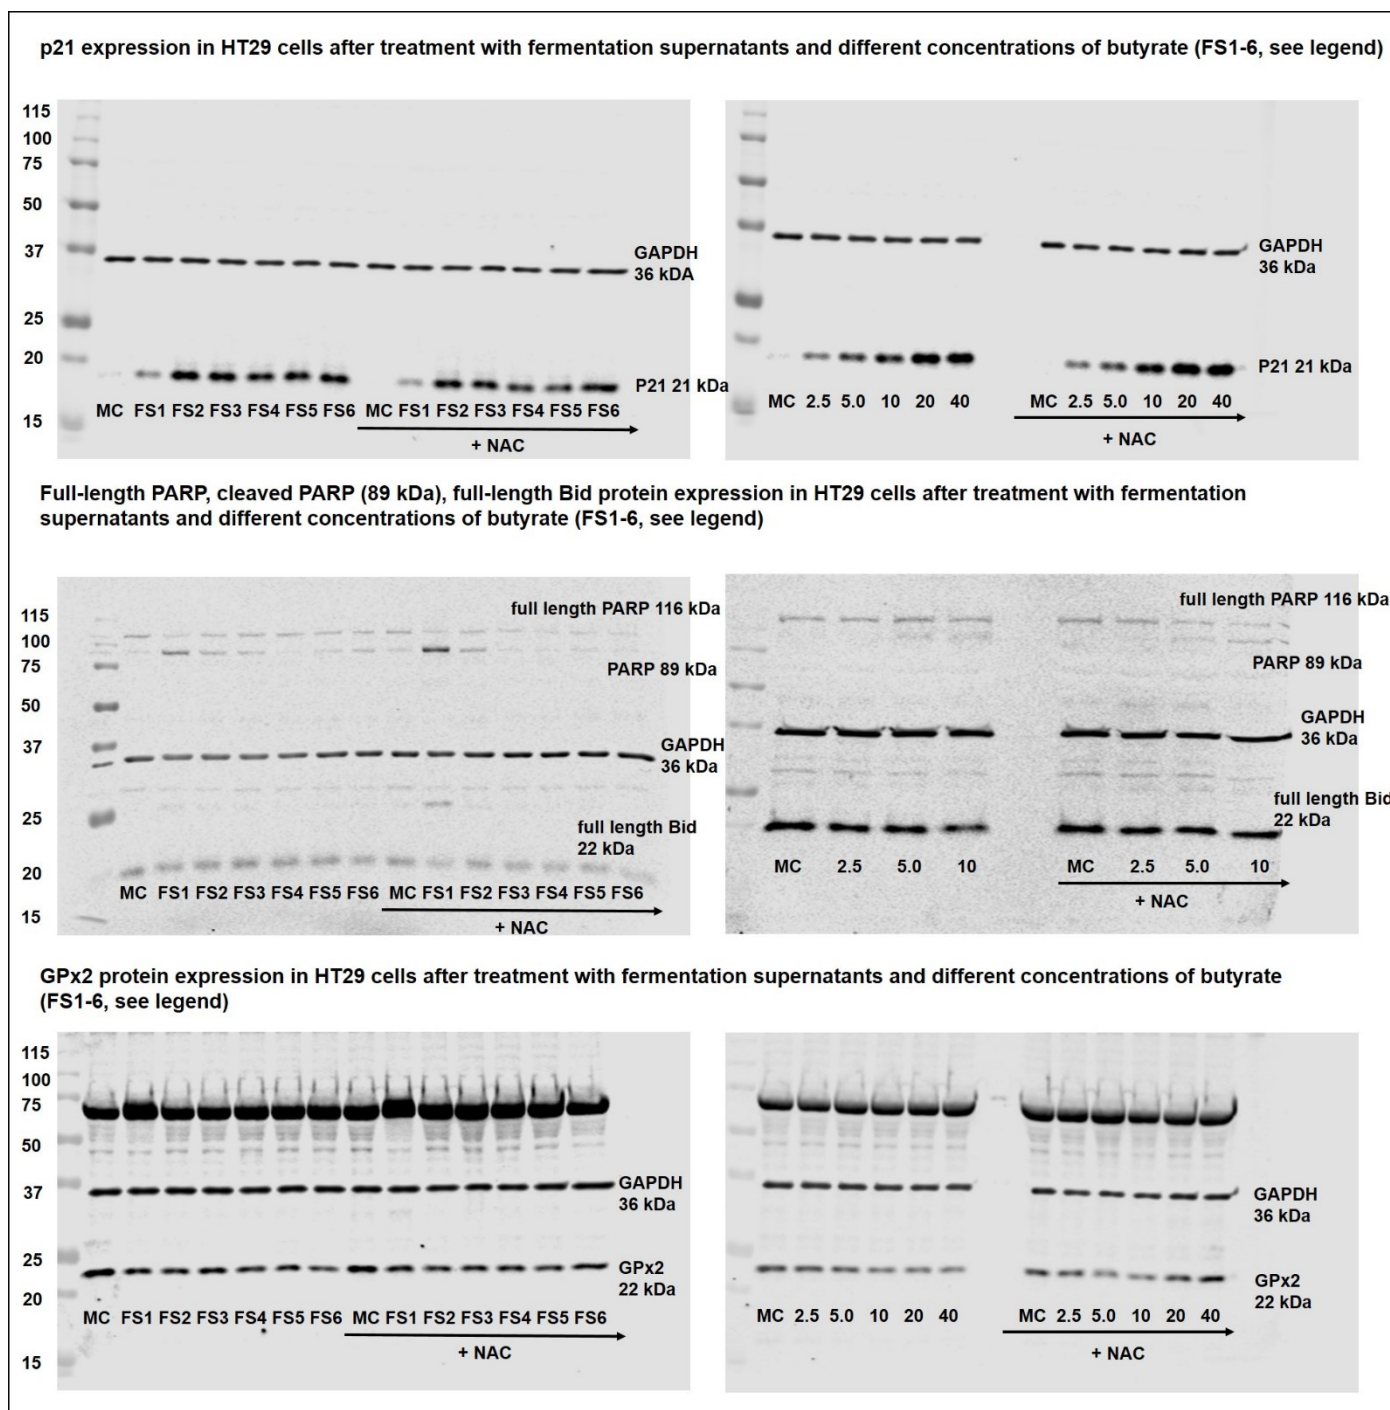 p21 expression in HT29 cells after treatment with fermentation supernatants and different concentrations of butyrate (FS1-6, see legend)
115
100
75
50
37
25
20
15
GAPDH
36 kDA
P21 21 kDa
MC FS1 FS2 FS3 FS4 FS5 FS6 MC FS1 FS2 FS3 FS4 FS5 FS6
+ NAC
GAPDH
36 kDa
P21 21 kDa
MC 2.5 5.0 10 20 40 MC 2.5 5.0 10 20 40
+ NAC
Full-length PARP, cleaved PARP (89 kDa), full-length Bid protein expression in HT29 cells after treatment with fermentation
supernatants and different concentrations of butyrate (FS1-6, see legend)
115
100
75
50
37
25
20
15
full length PARP 116 kDa
PARP 89 kDa
GAPDH
36 kDa
full length Bid
22 kDa
MC FS1 FS2 FS3 FS4 FS5 FS6 MC FS1 FS2 FS3 FS4 FS5 FS6
+ NAC
full length PARP 116 kDa
PARP 89 kDa
GAPDH
36 kDa
full length Bid
22 kDa
MC 2.5 5.0 10 MC 2.5 5.0 10
+ NAC
GPx2 protein expression in HT29 cells after treatment with fermentation supernatants and different concentrations of butyrate
(FS1-6, see legend)
115
100
75
50
37
25
20
15
GAPDH
36 kDa
GPx2
22 kDa
MC FS1 FS2 FS3 FS4 FS5 FS6 MC FS1 FS2 FS3 FS4 FS5 FS6
+ NAC
GAPDH
36 kDa
GPx2
22 kDa
MC 2.5 5.0 10 20 40 MC 2.5 5.0 10 20 40
+ NAC